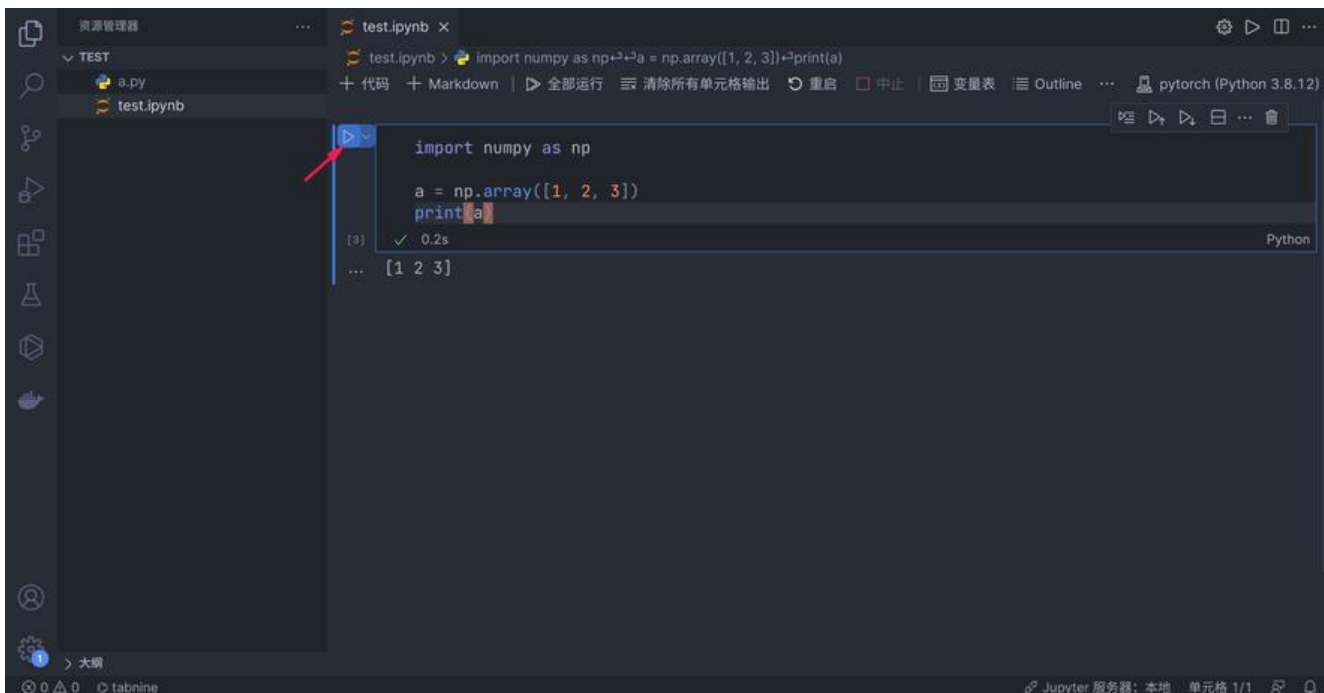 资源管理器 ...
test.ipynb
TEST
a.py
test.ipynb
test.ipynb > import numpy as np↵↵a = np.array([1, 2, 3])↵print(a)
代码 Markdown 全部运行 清除所有单元格输出 重启 中止 变量表 Outline ... pytorch (Python 3.8.12)
import numpy as np
a = np.array([1, 2, 3])
print(a)
[3] 0.2s Python
... [1 2 3]
1
大纲
0 0 tabnine Jupyter 服务器: 本地 单元格 1/1